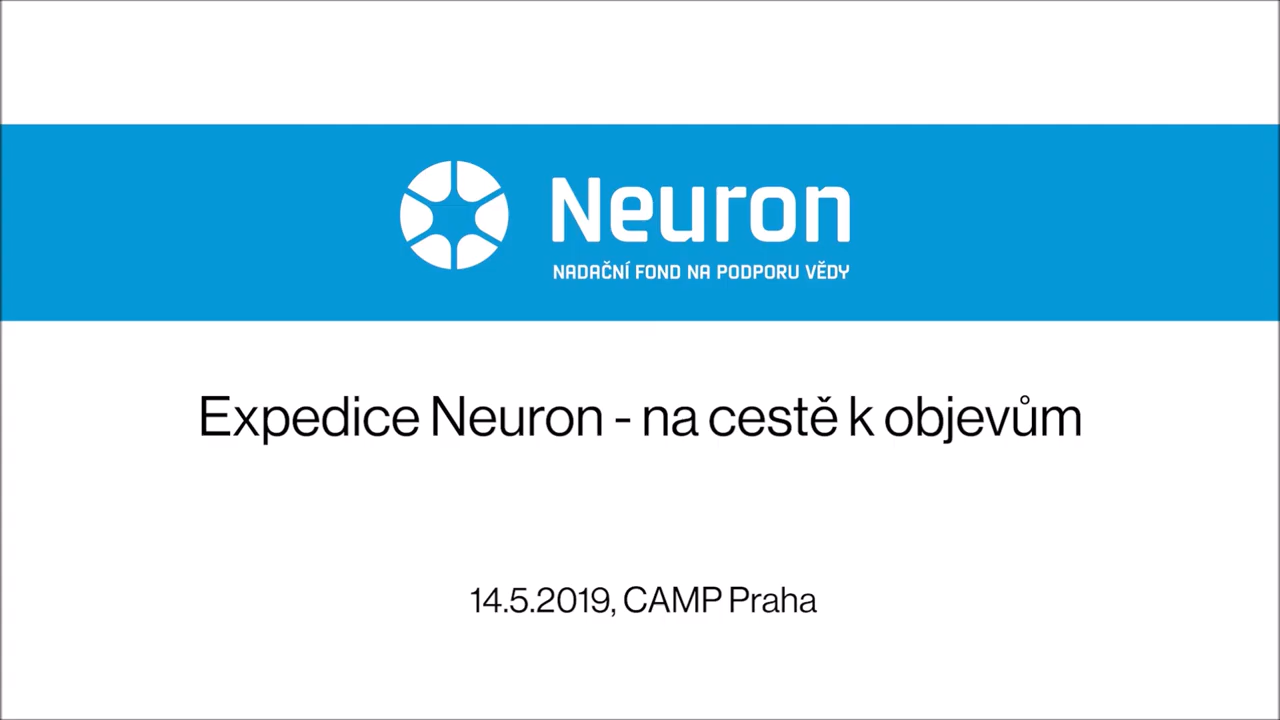 Neuron
NADAČNÍ FOND NA PODPORU VĚDY
Expedice Neuron - na cestě k objevům
14.5.2019, CAMP Praha